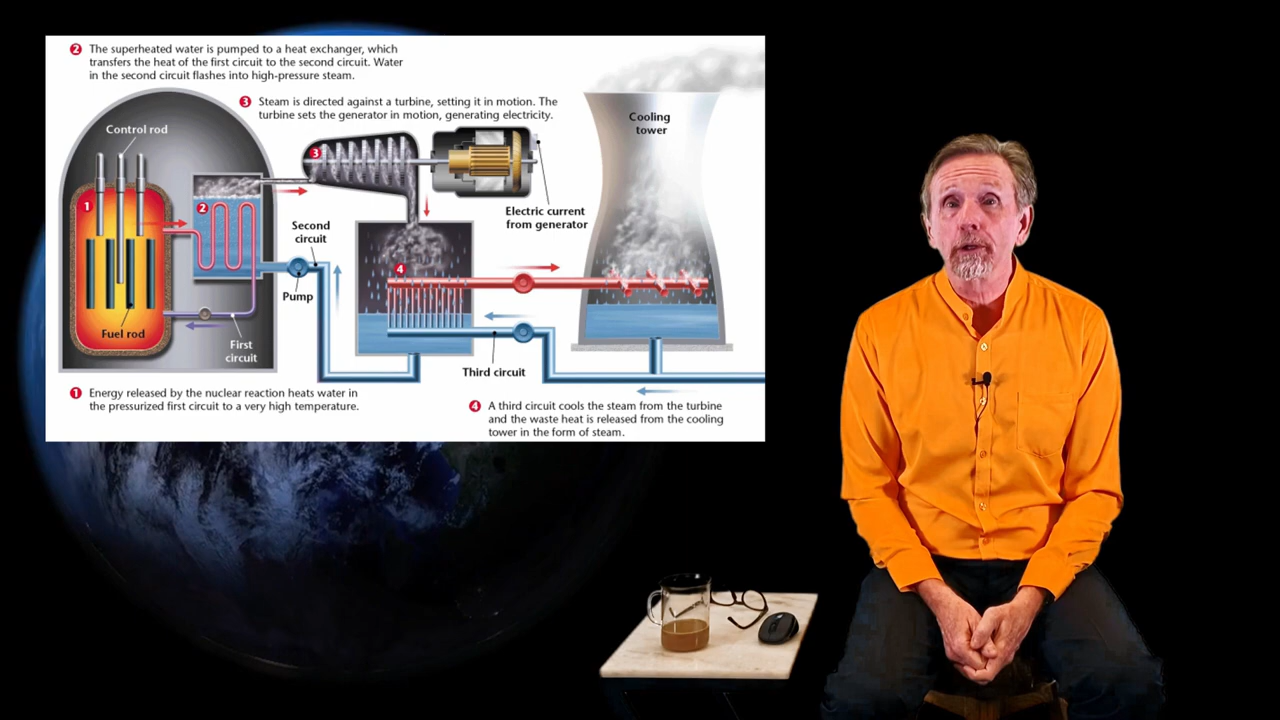 2 The superheated water is pumped to a heat exchanger, which
transfers the heat of the first circuit to the second circuit. Water
in the second circuit flashes into high-pressure steam.
3 Steam is directed against a turbine, setting it in motion. The
turbine sets the generator in motion, generating electricity.
Control rod
Cooling
tower
3
1
2
Electric current
from generator
Second
circuit
4
Pump
Fuel rod
First
circuit
Third circuit
1 Energy released by the nuclear reaction heats water in
the pressurized first circuit to a very high temperature.
4 A third circuit cools the steam from the turbine
and the waste heat is released from the cooling
tower in the form of steam.